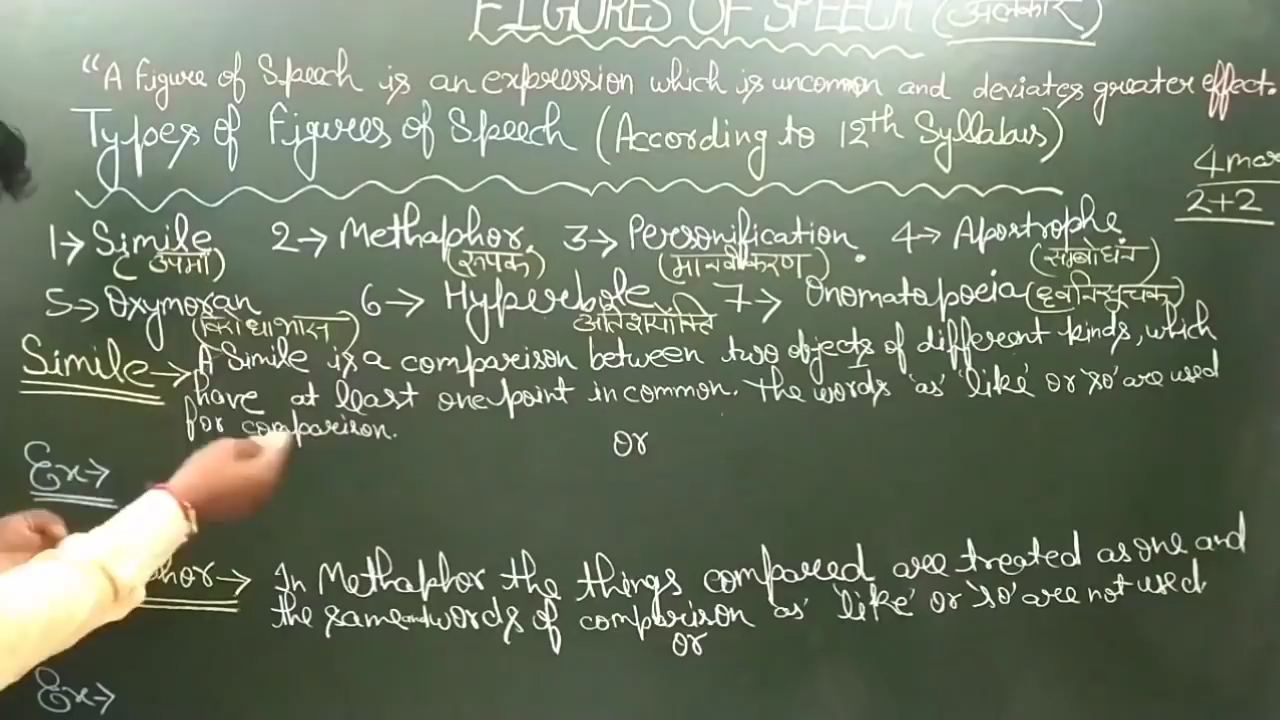 FIGURES OF SPEECH (अलंकार)
“A Figure of Speech is an expression which is uncommon and deviates greater effect.
Types of Figures of Speech (According to 12th Syllabus)
4 mar
2+2
1→ Simile 2→ Methaphor, 3→ Personification. 4→ Apostrophe
(उपमा) (रूपक) (मानवीकरण) (सम्बोधन)
5→ Oxymoran 6→ Hyperbole 7→ Onomatopoeia (ध्वनिसूचक)
(विरोधाभास) अतिशयोक्ति
Simile → A Simile is a comparison between two objects of different kinds, which
have at least one point in common. The words 'as' 'like' or 'so' are used
for comparison.
or
Ex→
phor → In Methaphor the things compared are treated as one and
the same and words of comparison as 'like' or 'so' are not used
or
Ex→